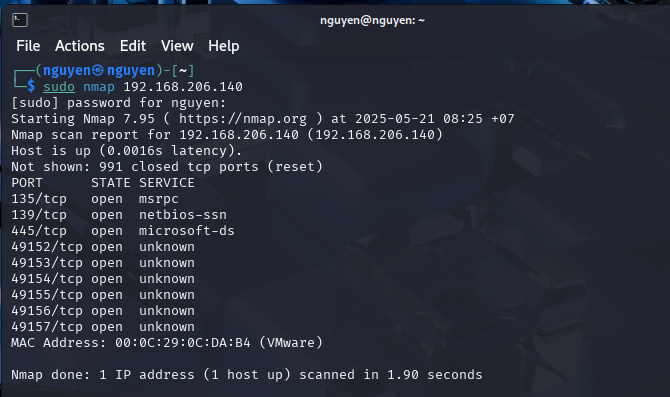 nguyen@nguyen: ~
File Actions Edit View Help
┌──(nguyen㉿nguyen)-[~]
└─$ sudo nmap 192.168.206.140
[sudo] password for nguyen:
Starting Nmap 7.95 ( https://nmap.org ) at 2025-05-21 08:25 +07
Nmap scan report for 192.168.206.140 (192.168.206.140)
Host is up (0.0016s latency).
Not shown: 991 closed tcp ports (reset)
PORT      STATE SERVICE
135/tcp   open  msrpc
139/tcp   open  netbios-ssn
445/tcp   open  microsoft-ds
49152/tcp open  unknown
49153/tcp open  unknown
49154/tcp open  unknown
49155/tcp open  unknown
49156/tcp open  unknown
49157/tcp open  unknown
MAC Address: 00:0C:29:0C:DA:B4 (VMware)
Nmap done: 1 IP address (1 host up) scanned in 1.90 seconds